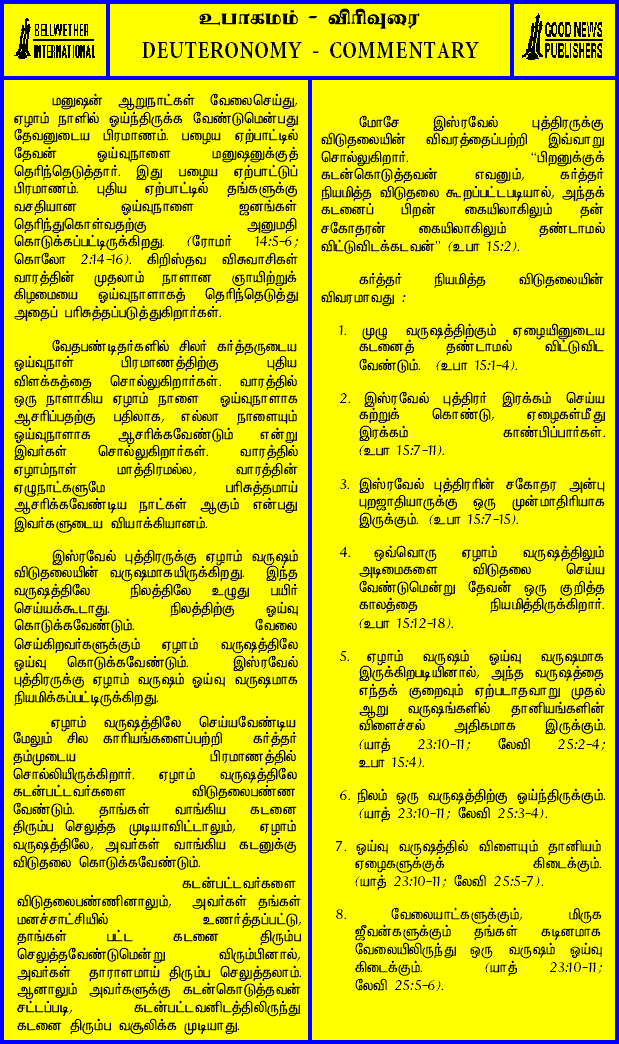 BELLWETHER
INTERNATIONAL
உபாகமம் - விரிவுரை
DEUTERONOMY - COMMENTARY
GOOD NEWS
PUBLISHERS
மனுஷன் ஆறுநாட்கள் வேலைசெய்து,
ஏழாம் நாளில் ஓய்ந்திருக்க வேண்டுமென்பது
தேவனுடைய பிரமாணம். பழைய ஏற்பாட்டில்
தேவன் ஓய்வுநாளை மனுஷனுக்குத்
தெரிந்தெடுத்தார். இது பழைய ஏற்பாட்டுப்
பிரமாணம். புதிய ஏற்பாட்டில் தங்களுக்கு
வசதியான ஓய்வுநாளை ஜனங்கள்
தெரிந்துகொள்வதற்கு அனுமதி
கொடுக்கப்பட்டிருக்கிறது. (ரோமர் 14:5-6;
கொலோ 2:14-16). கிறிஸ்தவ விசுவாசிகள்
வாரத்தின் முதலாம் நாளான ஞாயிற்றுக்
கிழமையை ஓய்வுநாளாகத் தெரிந்தெடுத்து
அதைப் பரிசுத்தப்படுத்துகிறார்கள்.
வேதபண்டிதர்களில் சிலர் கர்த்தருடைய
ஓய்வுநாள் பிரமாணத்திற்கு புதிய
விளக்கத்தை சொல்லுகிறார்கள். வாரத்தில்
ஒரு நாளாகிய ஏழாம் நாளை ஓய்வுநாளாக
ஆசரிப்பதற்கு பதிலாக, எல்லா நாளையும்
ஓய்வுநாளாக ஆசரிக்கவேண்டும் என்று
இவர்கள் சொல்லுகிறார்கள். வாரத்தில்
ஏழாம்நாள் மாத்திரமல்ல, வாரத்தின்
ஏழுநாட்களுமே பரிசுத்தமாய்
ஆசரிக்கவேண்டிய நாட்கள் ஆகும் என்பது
இவர்களுடைய வியாக்கியானம்.
இஸ்ரவேல் புத்திரருக்கு ஏழாம் வருஷம்
விடுதலையின் வருஷமாகயிருக்கிறது. இந்த
வருஷத்திலே நிலத்திலே உழுது பயிர்
செய்யக்கூடாது. நிலத்திற்கு ஓய்வு
கொடுக்கவேண்டும். வேலை
செய்கிறவர்களுக்கும் ஏழாம் வருஷத்திலே
ஓய்வு கொடுக்கவேண்டும். இஸ்ரவேல்
புத்திரருக்கு ஏழாம் வருஷம் ஓய்வு வருஷமாக
நியமிக்கப்பட்டிருக்கிறது.
ஏழாம் வருஷத்திலே செய்யவேண்டிய
மேலும் சில காரியங்களைப்பற்றி கர்த்தர்
தம்முடைய பிரமாணத்தில்
சொல்லியிருக்கிறார். ஏழாம் வருஷத்திலே
கடன்பட்டவர்களை விடுதலைபண்ண
வேண்டும். தாங்கள் வாங்கிய கடனை
திரும்ப செலுத்த முடியாவிட்டாலும், ஏழாம்
வருஷத்திலே, அவர்கள் வாங்கிய கடனுக்கு
விடுதலை கொடுக்கவேண்டும்.
கடன்பட்டவர்களை
விடுதலைபண்ணினாலும், அவர்கள் தங்கள்
மனச்சாட்சியில் உணர்த்தப்பட்டு,
தாங்கள் பட்ட கடனை திரும்ப
செலுத்தவேண்டுமென்று விரும்பினால்,
அவர்கள் தாராளமாய் திரும்ப செலுத்தலாம்.
ஆனாலும் அவர்களுக்கு கடன்கொடுத்தவன்
சட்டப்படி, கடன்பட்டவனிடத்திலிருந்து
கடனை திரும்ப வசூலிக்க முடியாது.
மோசே இஸ்ரவேல் புத்திரருக்கு
விடுதலையின் விவரத்தைப்பற்றி இவ்வாறு
சொல்லுகிறார். "பிறனுக்குக்
கடன்கொடுத்தவன் எவனும், கர்த்தர்
நியமித்த விடுதலை கூறப்பட்டபடியால், அந்தக்
கடனைப் பிறன் கையிலாகிலும் தன்
சகோதரன் கையிலாகிலும் தண்டாமல்
விட்டுவிடக்கடவன்" (உபா 15:2).
கர்த்தர் நியமித்த விடுதலையின்
விவரமாவது :
1. முழு வருஷத்திற்கும் ஏழையினுடைய
கடனைத் தண்டாமல் விட்டுவிட
வேண்டும். (உபா 15:1-4).
2. இஸ்ரவேல் புத்திரர் இரக்கம் செய்ய
கற்றுக் கொண்டு, ஏழைகள்மீது
இரக்கம் காண்பிப்பார்கள்.
(உபா 15:7-11).
3. இஸ்ரவேல் புத்திரரின் சகோதர அன்பு
புறஜாதியாருக்கு ஒரு முன்மாதிரியாக
இருக்கும். (உபா 15:7-15).
4. ஒவ்வொரு ஏழாம் வருஷத்திலும்
அடிமைகளை விடுதலை செய்ய
வேண்டுமென்று தேவன் ஒரு குறித்த
காலத்தை நியமித்திருக்கிறார்.
(உபா 15:12-18).
5. ஏழாம் வருஷம் ஓய்வு வருஷமாக
இருக்கிறபடியினால், அந்த வருஷத்தை
எந்தக் குறைவும் ஏற்படாதவாறு முதல்
ஆறு வருஷங்களில் தானியங்களின்
விளைச்சல் அதிகமாக இருக்கும்.
(யாத் 23:10-11; லேவி 25:2-4;
உபா 15:4).
6. நிலம் ஒரு வருஷத்திற்கு ஓய்ந்திருக்கும்.
(யாத் 23:10-11; லேவி 25:3-4).
7. ஓய்வு வருஷத்தில் விளையும் தானியம்
ஏழைகளுக்குக் கிடைக்கும்.
(யாத் 23:10-11; லேவி 25:5-7).
8. வேலையாட்களுக்கும், மிருக
ஜீவன்களுக்கும் தங்கள் கடினமாக
வேலையிலிருந்து ஒரு வருஷம் ஓய்வு
கிடைக்கும். (யாத் 23:10-11;
லேவி 25:5-6).